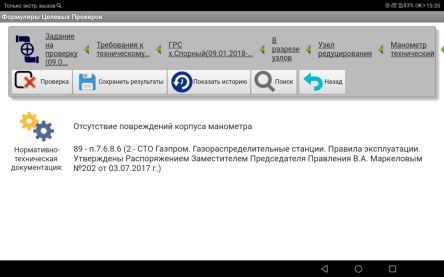 Только экстр. вызов 83% 15:35
Формуляры Целевых Проверок
Задание на проверку (09.0...
Требования к техническому...
ГРС х.Спорный(09.01.2018-...
В разрезе узлов
Узел редуцирования
Манометр технический
Проверка Сохранить результаты Показать историю Поиск Назад
Отсутствие повреждений корпуса манометра
Нормативно-техническая документация:
89 - п.7.6.8.6 (2 - СТО Газпром. Газораспределительные станции. Правила эксплуатации.
Утверждены Распоряжением Заместителем Председателя Правления В.А. Маркеловым
№202 от 03.07.2017 г.)